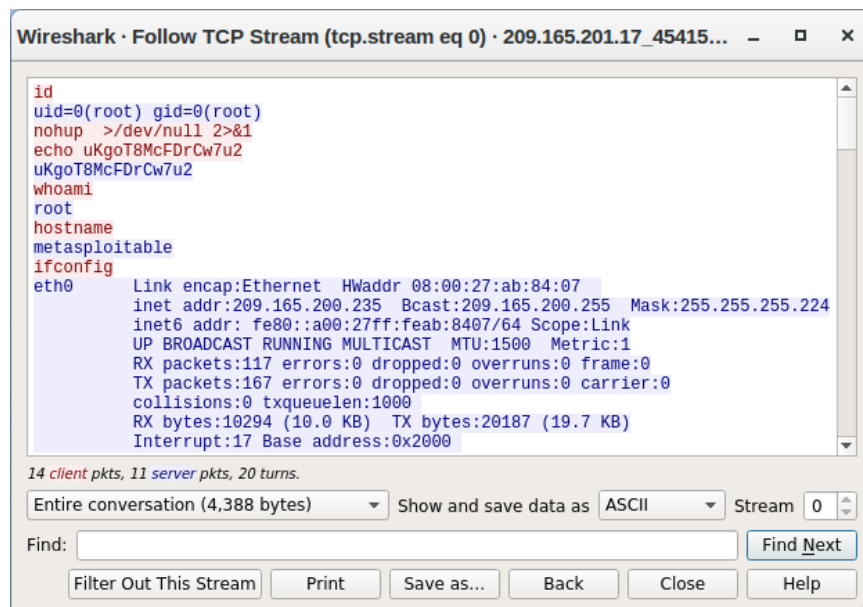 Wireshark · Follow TCP Stream (tcp.stream eq 0) · 209.165.201.17_45415...
id
uid=0(root) gid=0(root)
nohup  >/dev/null 2>&1
echo uKgoT8McFDrCw7u2
uKgoT8McFDrCw7u2
whoami
root
hostname
metasploitable
ifconfig
eth0      Link encap:Ethernet  HWaddr 08:00:27:ab:84:07
          inet addr:209.165.200.235  Bcast:209.165.200.255  Mask:255.255.255.224
          inet6 addr: fe80::a00:27ff:feab:8407/64 Scope:Link
          UP BROADCAST RUNNING MULTICAST  MTU:1500  Metric:1
          RX packets:117 errors:0 dropped:0 overruns:0 frame:0
          TX packets:167 errors:0 dropped:0 overruns:0 carrier:0
          collisions:0 txqueuelen:1000
          RX bytes:10294 (10.0 KB)  TX bytes:20187 (19.7 KB)
          Interrupt:17 Base address:0x2000
14 client pkts, 11 server pkts, 20 turns.
Entire conversation (4,388 bytes) Show and save data as ASCII Stream 0
Find: Find Next
Filter Out This Stream Print Save as... Back Close Help